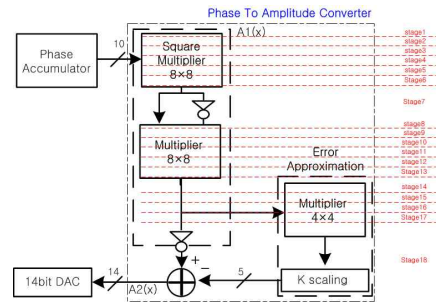 Phase To Amplitude Converter
A1(x)
Phase
Accumulator
10
Square
Multiplier
8×8
stage1
stage2
stage3
stage4
stage5
Stage6
Stage7
Multiplier
8×8
stage8
stage9
stage10
stage11
stage12
Stage13
Error
Approximation
Multiplier
4×4
stage14
stage15
stage16
Stage17
Stage18
K scaling
14bit DAC
14
A2(x)
+
−
5